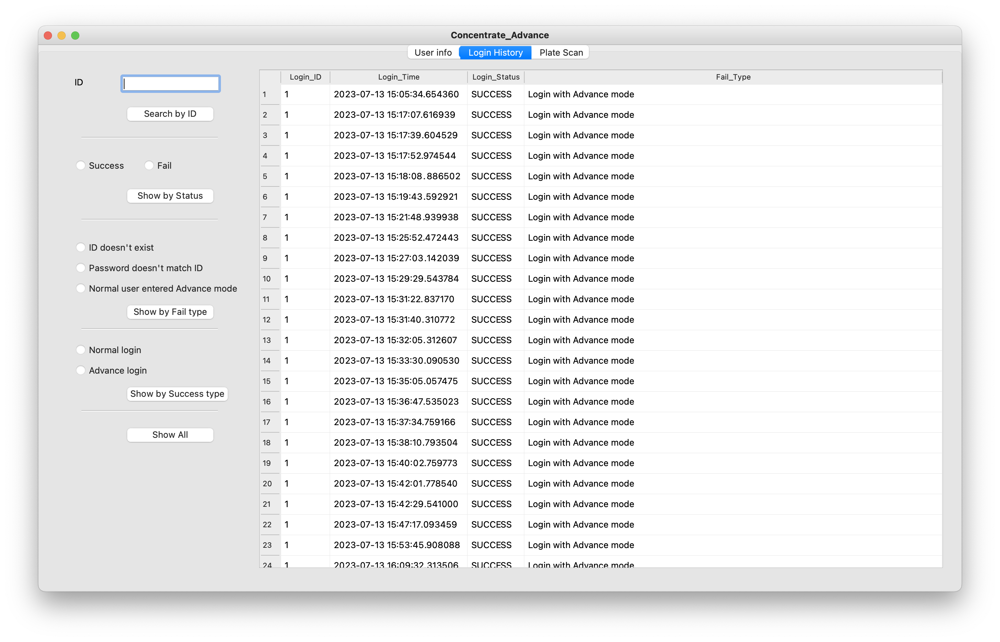 Concentrate_Advance
User info Login History Plate Scan
ID
Search by ID
Success Fail
Show by Status
ID doesn't exist
Password doesn't match ID
Normal user entered Advance mode
Show by Fail type
Normal login
Advance login
Show by Success type
Show All
Login_ID Login_Time Login_Status Fail_Type
1 1 2023-07-13 15:05:34.654360 SUCCESS Login with Advance mode
2 1 2023-07-13 15:17:07.616939 SUCCESS Login with Advance mode
3 1 2023-07-13 15:17:39.604529 SUCCESS Login with Advance mode
4 1 2023-07-13 15:17:52.974544 SUCCESS Login with Advance mode
5 1 2023-07-13 15:18:08.886502 SUCCESS Login with Advance mode
6 1 2023-07-13 15:19:43.592921 SUCCESS Login with Advance mode
7 1 2023-07-13 15:21:48.939938 SUCCESS Login with Advance mode
8 1 2023-07-13 15:25:52.472443 SUCCESS Login with Advance mode
9 1 2023-07-13 15:27:03.142039 SUCCESS Login with Advance mode
10 1 2023-07-13 15:29:29.543784 SUCCESS Login with Advance mode
11 1 2023-07-13 15:31:22.837170 SUCCESS Login with Advance mode
12 1 2023-07-13 15:31:40.310772 SUCCESS Login with Advance mode
13 1 2023-07-13 15:32:05.312607 SUCCESS Login with Advance mode
14 1 2023-07-13 15:33:30.090530 SUCCESS Login with Advance mode
15 1 2023-07-13 15:35:05.057475 SUCCESS Login with Advance mode
16 1 2023-07-13 15:36:47.535023 SUCCESS Login with Advance mode
17 1 2023-07-13 15:37:34.759166 SUCCESS Login with Advance mode
18 1 2023-07-13 15:38:10.793504 SUCCESS Login with Advance mode
19 1 2023-07-13 15:40:02.759773 SUCCESS Login with Advance mode
20 1 2023-07-13 15:42:01.778540 SUCCESS Login with Advance mode
21 1 2023-07-13 15:42:29.541000 SUCCESS Login with Advance mode
22 1 2023-07-13 15:47:17.093459 SUCCESS Login with Advance mode
23 1 2023-07-13 15:53:45.908088 SUCCESS Login with Advance mode
24 1 2023-07-13 16:09:32.313506 SUCCESS Login with Advance mode